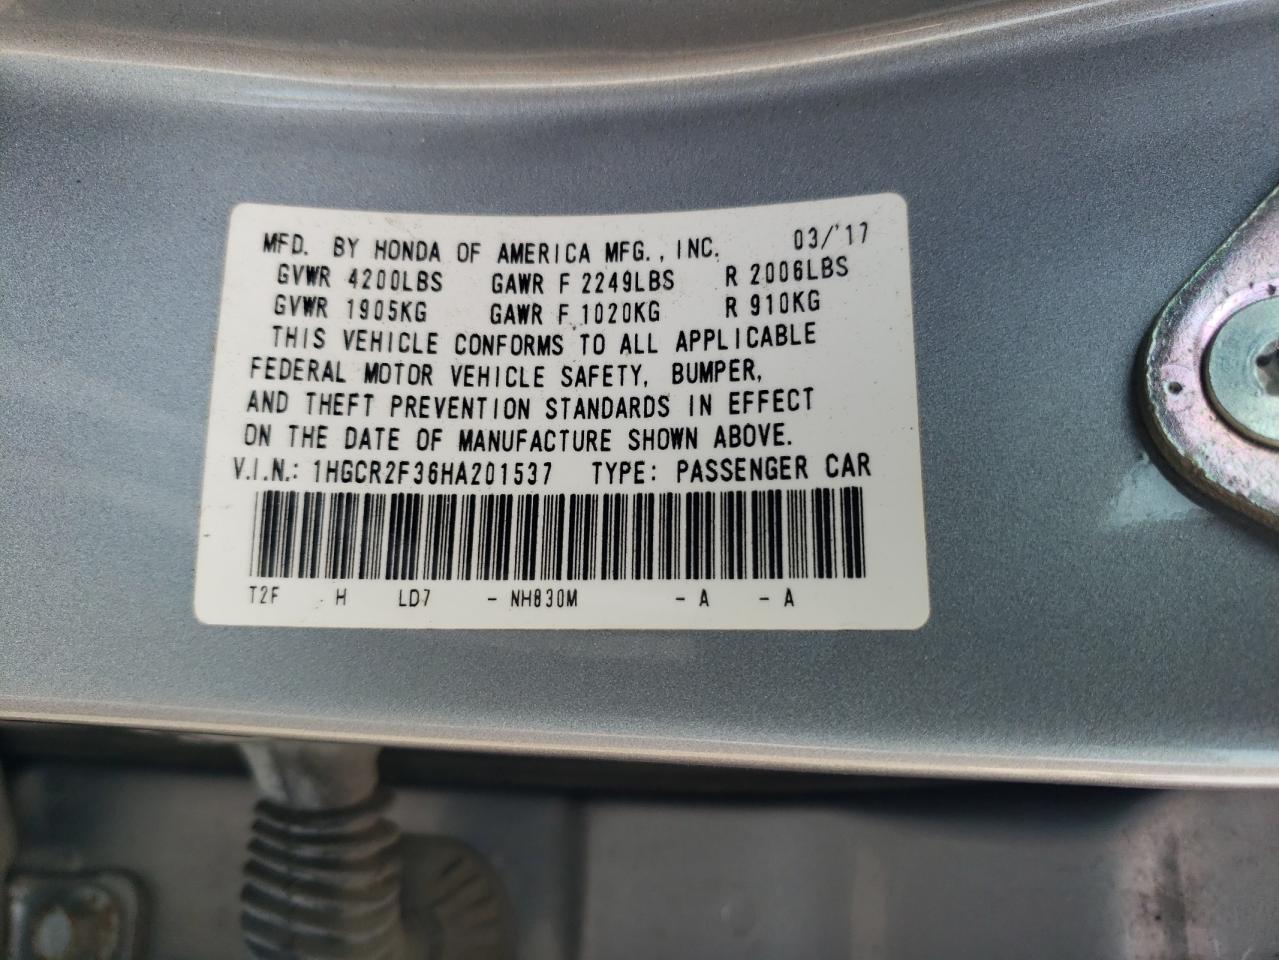 MFD. BY HONDA OF AMERICA MFG., INC. 03/'17
GVWR 4200LBS GAWR F 2249LBS R 2006LBS
GVWR 1905KG GAWR F 1020KG R 910KG
THIS VEHICLE CONFORMS TO ALL APPLICABLE
FEDERAL MOTOR VEHICLE SAFETY, BUMPER,
AND THEFT PREVENTION STANDARDS IN EFFECT
ON THE DATE OF MANUFACTURE SHOWN ABOVE.
V.I.N.: 1HGCR2F36HA201537 TYPE: PASSENGER CAR
T2F H LD7 - NH830M - A - A